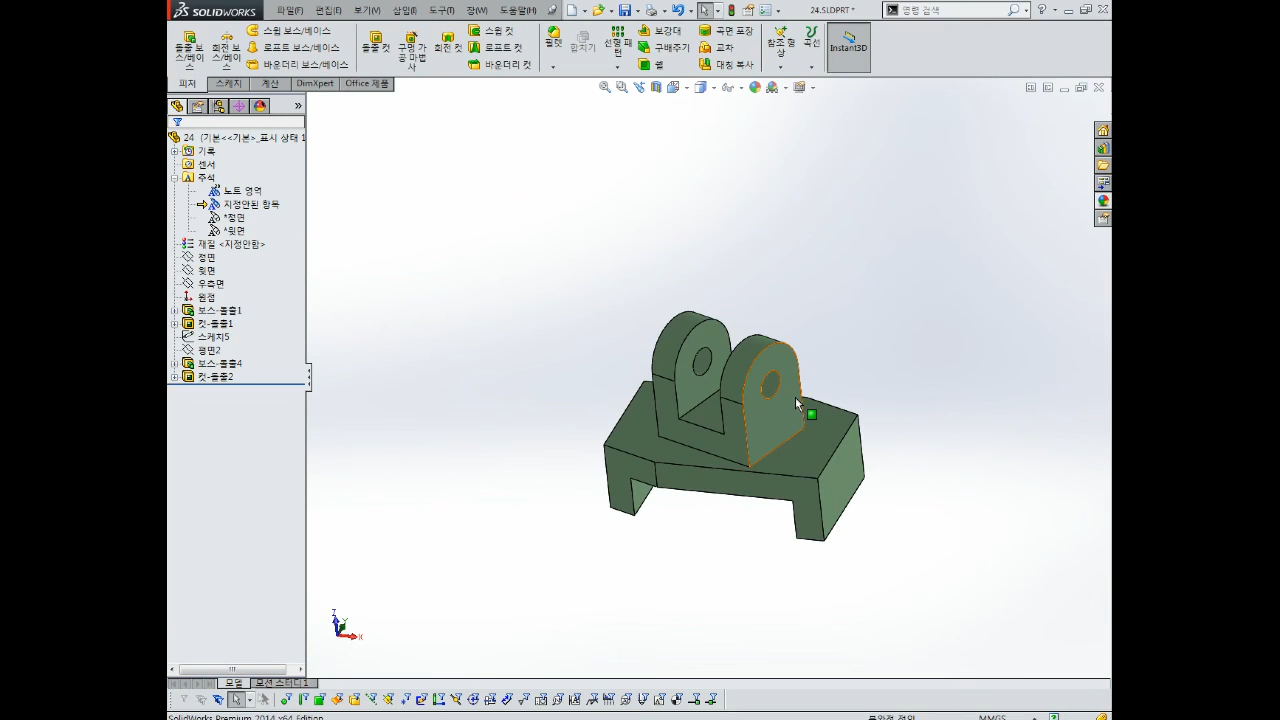 SOLIDWORKS 파일(F) 편집(E) 보기(V) 삽입(I) 도구(T) 창(W) 도움말(H) 24.SLDPRT * 명령 검색
돌출 보스/베이스 회전 보스/베이스 스윕 보스/베이스 로프트 보스/베이스 바운더리 보스/베이스 돌출 컷 구멍 가공 마법사 회전 컷 스윕 컷 로프트 컷 바운더리 컷 필렛 합치기 선형 패턴 보강대 구배주기 쉘 곡면 포장 교차 대칭 복사 참조 형상 곡선 Instant3D
피처 스케치 계산 DimXpert Office 제품
24 (기본<<기본>_표시 상태 1
기록
센서
주석
노트 영역
지정안된 항목
*정면
*윗면
재질 <지정안함>
정면
윗면
우측면
원점
보스-돌출1
컷-돌출1
스케치5
평면2
보스-돌출4
컷-돌출2
Z
Y
X
모델 모션 스터디 1
SolidWorks Premium 2014 x64 Edition 불완전 정의 MMGS